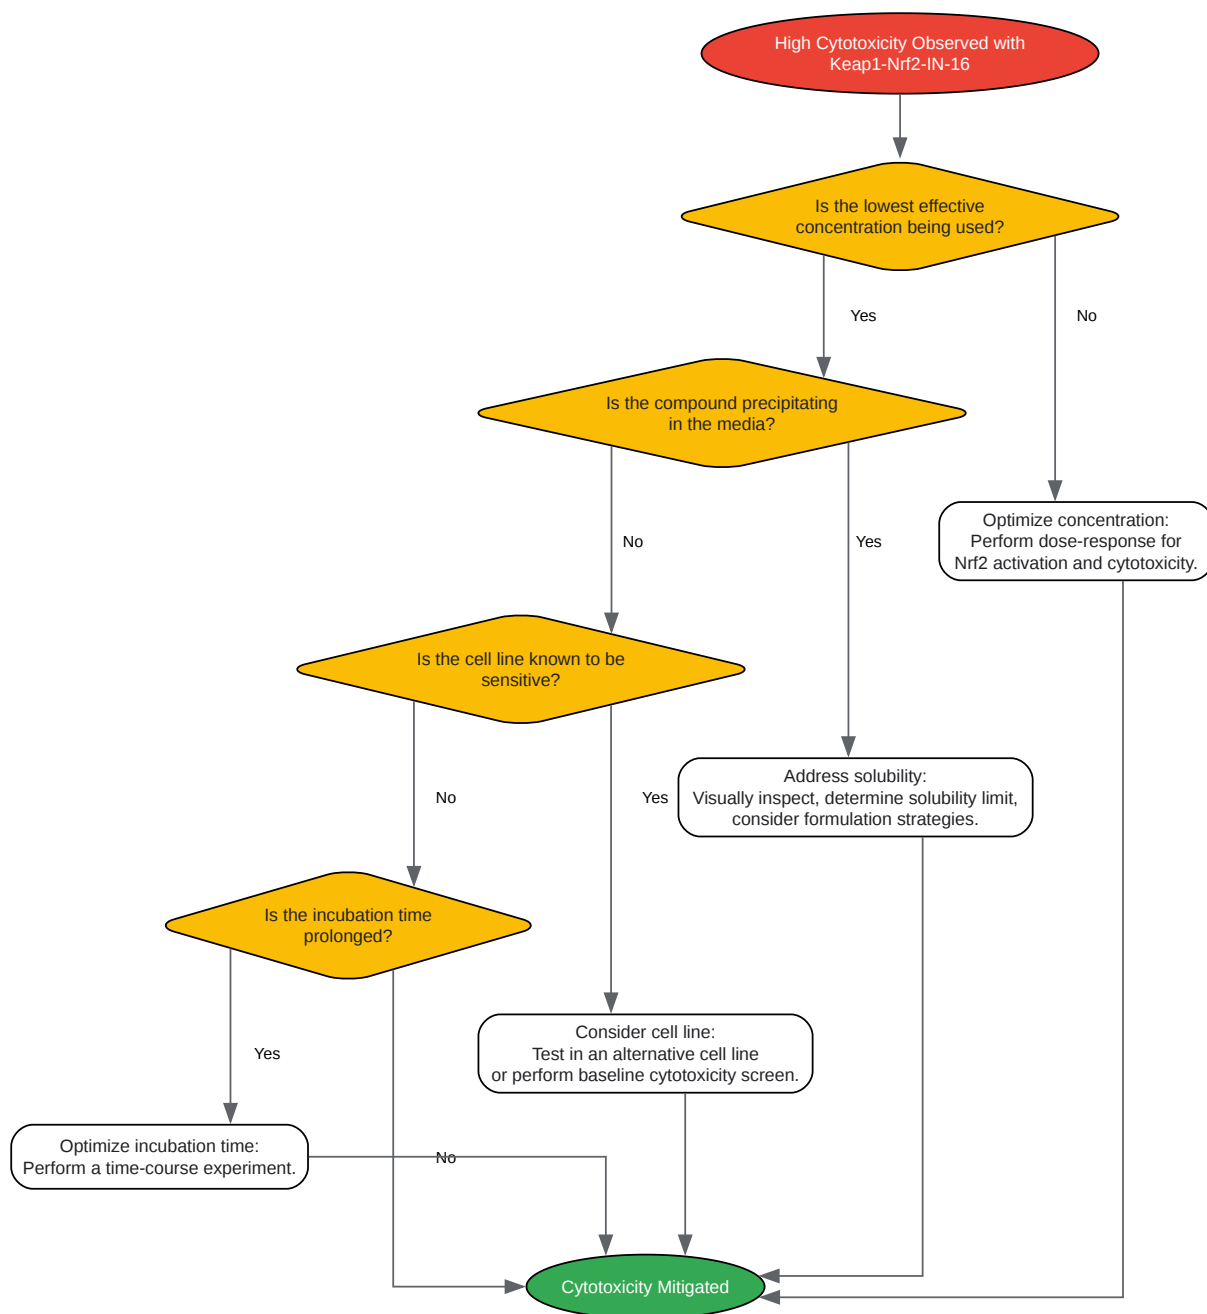 High Cytotoxicity Observed with
Keap1-Nrf2-IN-16
Is the lowest effective
concentration being used?
Yes
No
Is the compound precipitating
in the media?
Optimize concentration:
Perform dose-response for
Nrf2 activation and cytotoxicity.
No
Yes
Is the cell line known to be
sensitive?
Address solubility:
Visually inspect, determine solubility limit,
consider formulation strategies.
No
Yes
Is the incubation time
prolonged?
Consider cell line:
Test in an alternative cell line
or perform baseline cytotoxicity screen.
Yes
Optimize incubation time:
Perform a time-course experiment.
No
Cytotoxicity Mitigated